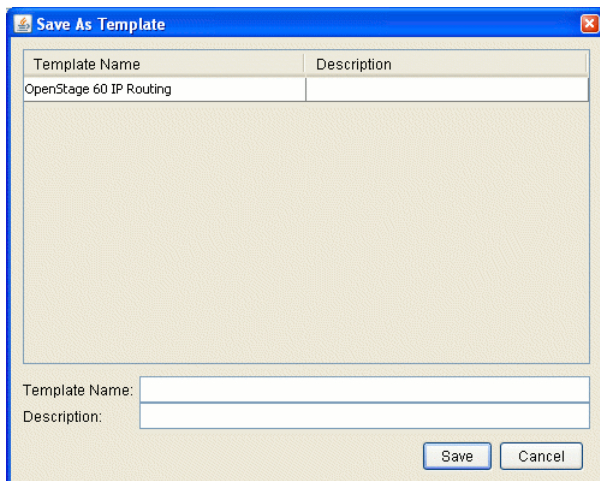 Save As Template
Template Name Description
OpenStage 60 IP Routing
Template Name:
Description:
Save Cancel